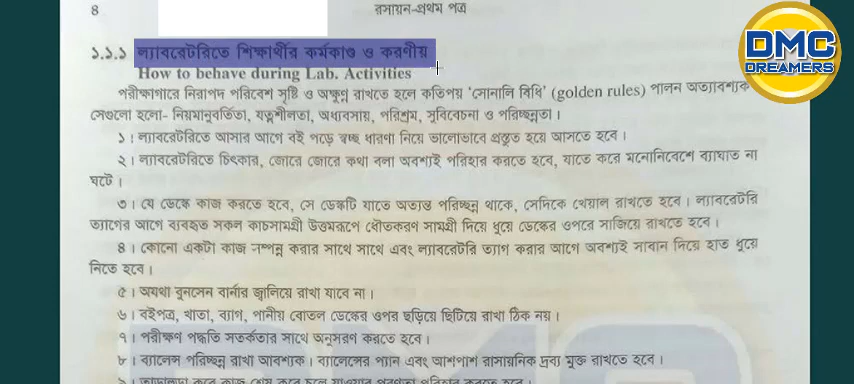 ৪
রসায়ন-প্রথম পত্র
DMC
DREAMERS
১.১.১ ল্যাবরেটরিতে শিক্ষার্থীর কর্মকাণ্ড ও করণীয়
How to behave during Lab. Activities
পরীক্ষাগারে নিরাপদ পরিবেশ সৃষ্টি ও অক্ষুণ্ণ রাখতে হলে কতিপয় ‘সোনালি বিধি’ (golden rules) পালন অত্যাবশ্যক
সেগুলো হলো- নিয়মানুবর্তিতা, যত্নশীলতা, অধ্যবসায়, পরিশ্রম, সুবিবেচনা ও পরিচ্ছন্নতা।
১। ল্যাবরেটরিতে আসার আগে বই পড়ে স্বচ্ছ ধারণা নিয়ে ভালোভাবে প্রস্তুত হয়ে আসতে হবে।
২। ল্যাবরেটরিতে চিৎকার, জোরে জোরে কথা বলা অবশ্যই পরিহার করতে হবে, যাতে করে মনোনিবেশে ব্যাঘাত না
ঘটে।
৩। যে ডেস্কে কাজ করতে হবে, সে ডেস্কটি যাতে অত্যন্ত পরিচ্ছন্ন থাকে, সেদিকে খেয়াল রাখতে হবে। ল্যাবরেটরি
ত্যাগের আগে ব্যবহৃত সকল কাচসামগ্রী উত্তমরূপে ধৌতকরণ সামগ্রী দিয়ে ধুয়ে ডেস্কের ওপরে সাজিয়ে রাখতে হবে।
৪। কোনো একটা কাজ সম্পন্ন করার সাথে সাথে এবং ল্যাবরেটরি ত্যাগ করার আগে অবশ্যই সাবান দিয়ে হাত ধুয়ে
নিতে হবে।
৫। অযথা বুনসেন বার্নার জ্বালিয়ে রাখা যাবে না।
৬। বইপত্র, খাতা, ব্যাগ, পানীয় বোতল ডেস্কের ওপর ছড়িয়ে ছিটিয়ে রাখা ঠিক নয়।
৭। পরীক্ষণ পদ্ধতি সতর্কতার সাথে অনুসরণ করতে হবে।
৮। ব্যালেন্স পরিচ্ছন্ন রাখা আবশ্যক। ব্যালেন্সের প্যান এবং আশপাশ রাসায়নিক দ্রব্য মুক্ত রাখতে হবে।